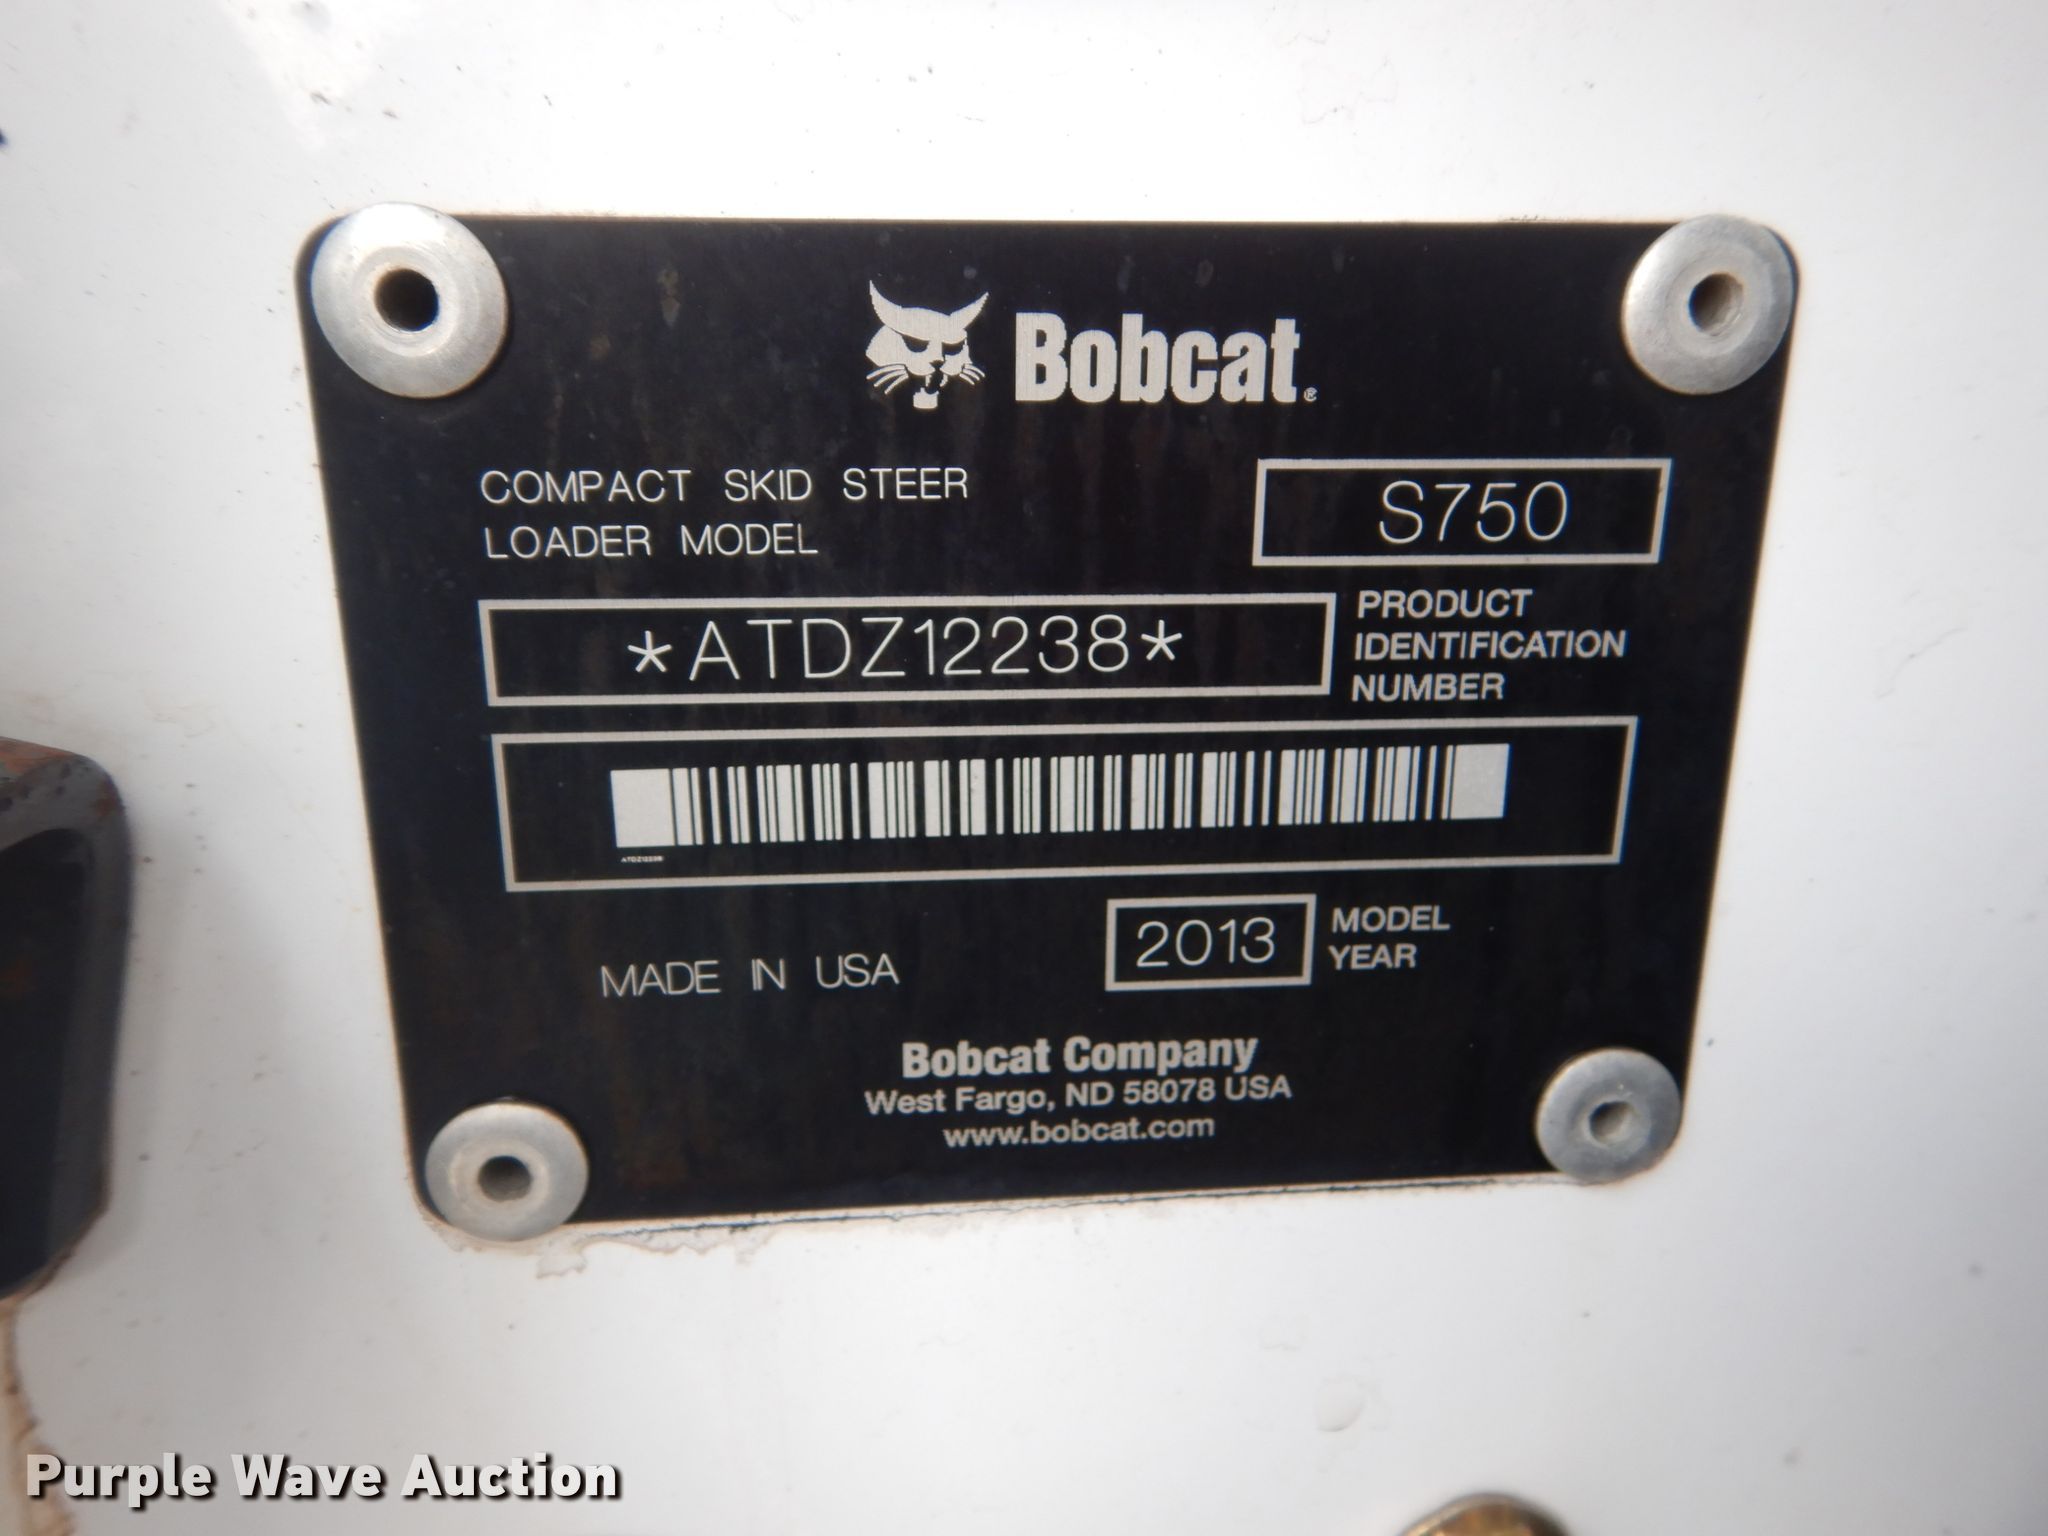 Bobcat®
COMPACT SKID STEER
LOADER MODEL
S750
*ATDZ12238*
PRODUCT
IDENTIFICATION
NUMBER
ATDZ12238
MADE IN USA
2013
MODEL
YEAR
Bobcat Company
West Fargo, ND 58078 USA
www.bobcat.com
Purple Wave Auction